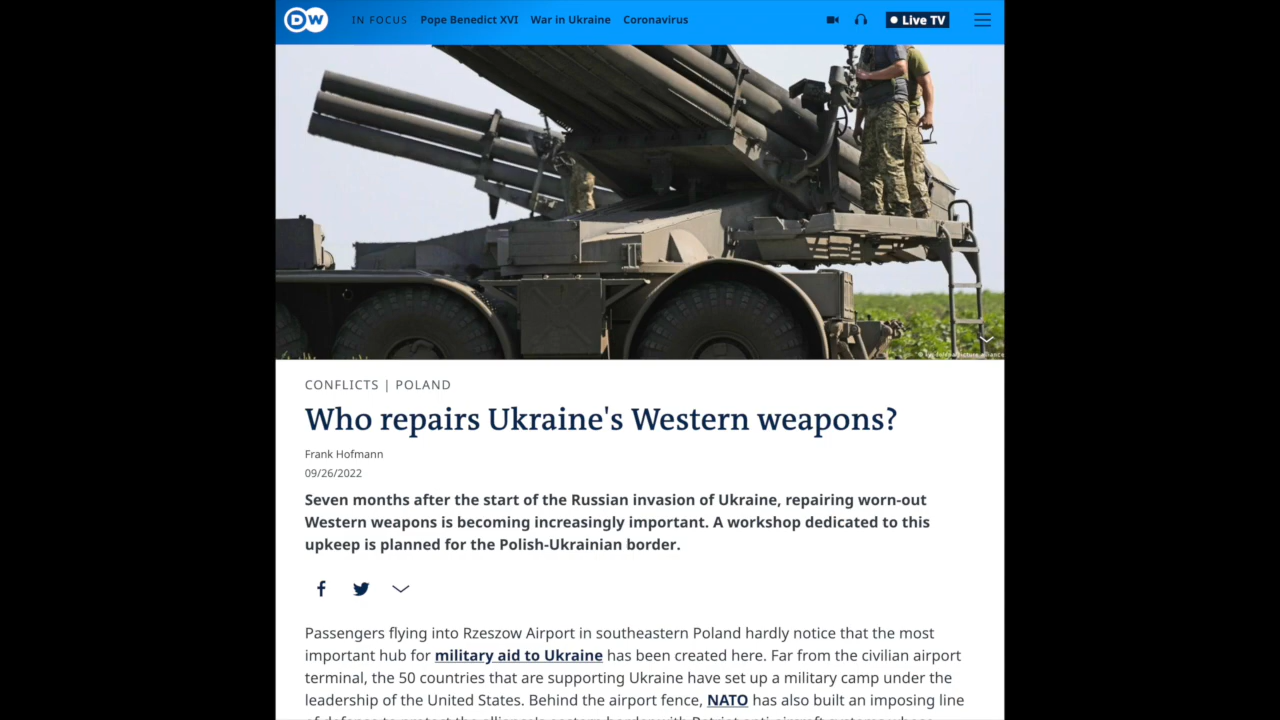 DW IN FOCUS Pope Benedict XVI War in Ukraine Coronavirus Live TV
CONFLICTS | POLAND
Who repairs Ukraine's Western weapons?
Frank Hofmann
09/26/2022
Seven months after the start of the Russian invasion of Ukraine, repairing worn-out
Western weapons is becoming increasingly important. A workshop dedicated to this
upkeep is planned for the Polish-Ukrainian border.
Passengers flying into Rzeszow Airport in southeastern Poland hardly notice that the most
important hub for military aid to Ukraine has been created here. Far from the civilian airport
terminal, the 50 countries that are supporting Ukraine have set up a military camp under the
leadership of the United States. Behind the airport fence, NATO has also built an imposing line